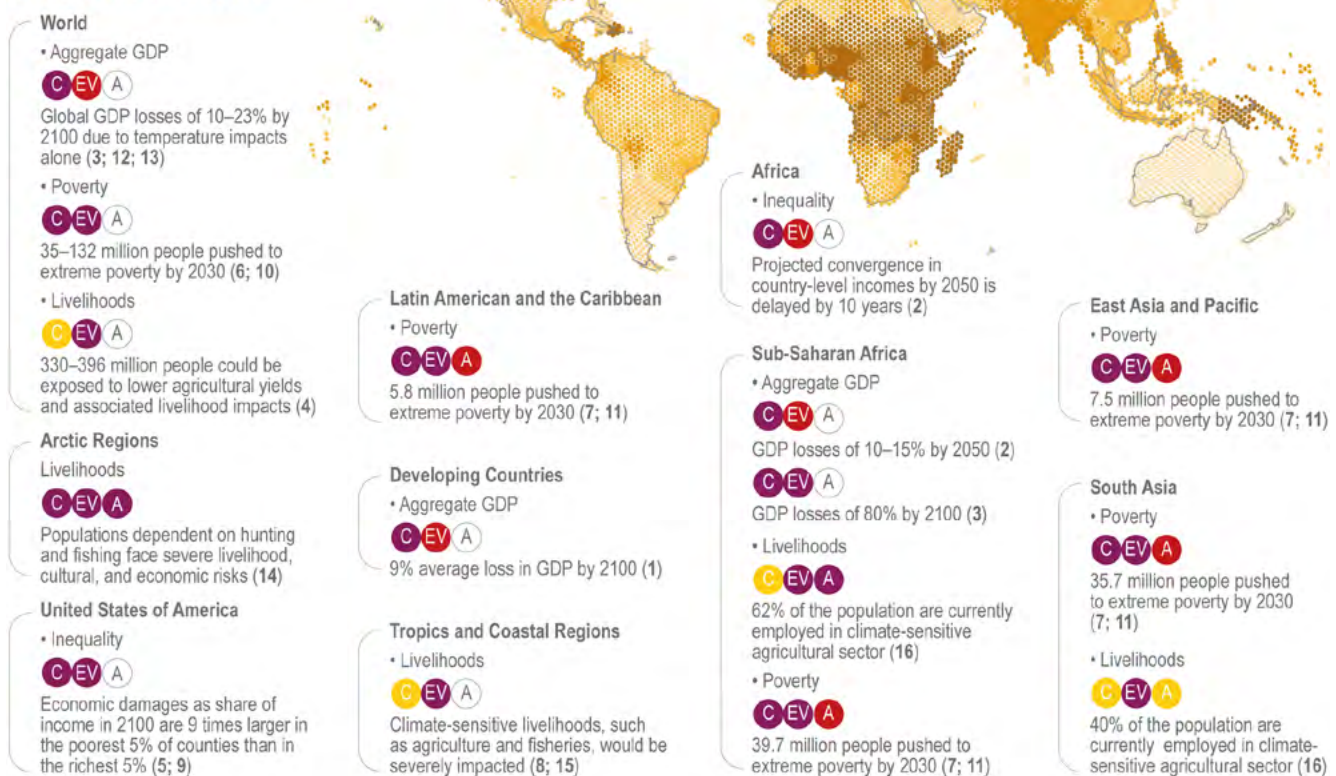 World
• Aggregate GDP
C EV A
Global GDP losses of 10–23% by
2100 due to temperature impacts
alone (3; 12; 13)
• Poverty
C EV A
35–132 million people pushed to
extreme poverty by 2030 (6; 10)
• Livelihoods
C EV A
330–396 million people could be
exposed to lower agricultural yields
and associated livelihood impacts (4)
Arctic Regions
Livelihoods
C EV A
Populations dependent on hunting
and fishing face severe livelihood,
cultural, and economic risks (14)
United States of America
• Inequality
C EV A
Economic damages as share of
income in 2100 are 9 times larger in
the poorest 5% of counties than in
the richest 5% (5; 9)
Latin American and the Caribbean
• Poverty
C EV A
5.8 million people pushed to
extreme poverty by 2030 (7; 11)
Developing Countries
• Aggregate GDP
C EV A
9% average loss in GDP by 2100 (1)
Tropics and Coastal Regions
• Livelihoods
C EV A
Climate-sensitive livelihoods, such
as agriculture and fisheries, would be
severely impacted (8; 15)
Africa
• Inequality
C EV A
Projected convergence in
country-level incomes by 2050 is
delayed by 10 years (2)
Sub-Saharan Africa
• Aggregate GDP
C EV A
GDP losses of 10–15% by 2050 (2)
C EV A
GDP losses of 80% by 2100 (3)
• Livelihoods
C EV A
62% of the population are currently
employed in climate-sensitive
agricultural sector (16)
• Poverty
C EV A
39.7 million people pushed to
extreme poverty by 2030 (7; 11)
East Asia and Pacific
• Poverty
C EV A
7.5 million people pushed to
extreme poverty by 2030 (7; 11)
South Asia
• Poverty
C EV A
35.7 million people pushed
to extreme poverty by 2030
(7; 11)
• Livelihoods
C EV A
40% of the population are
currently employed in climate-
sensitive agricultural sector (16)